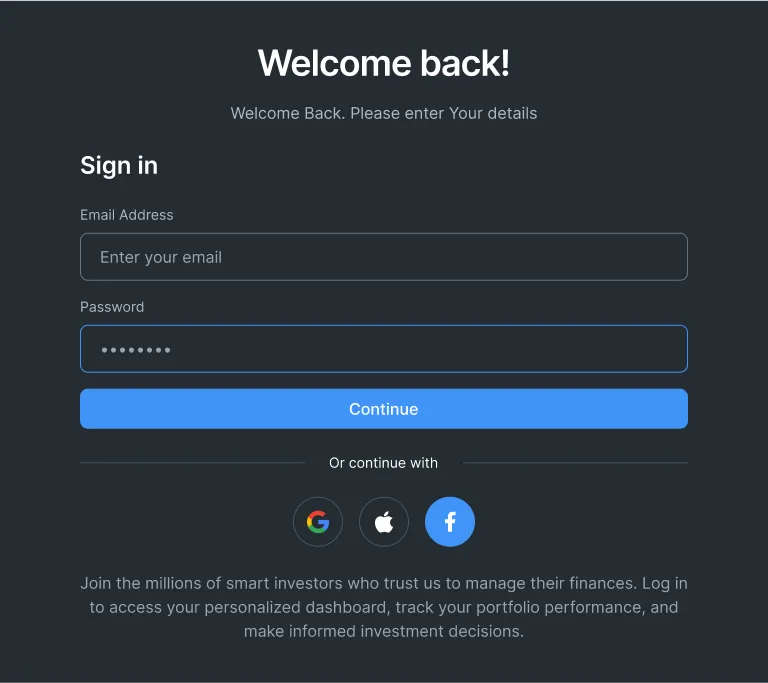 Welcome back!
Welcome Back. Please enter Your details
Sign in
Email Address
Enter your email
Password
••••••••
Continue
Or continue with
Join the millions of smart investors who trust us to manage their finances. Log in
to access your personalized dashboard, track your portfolio performance, and
make informed investment decisions.